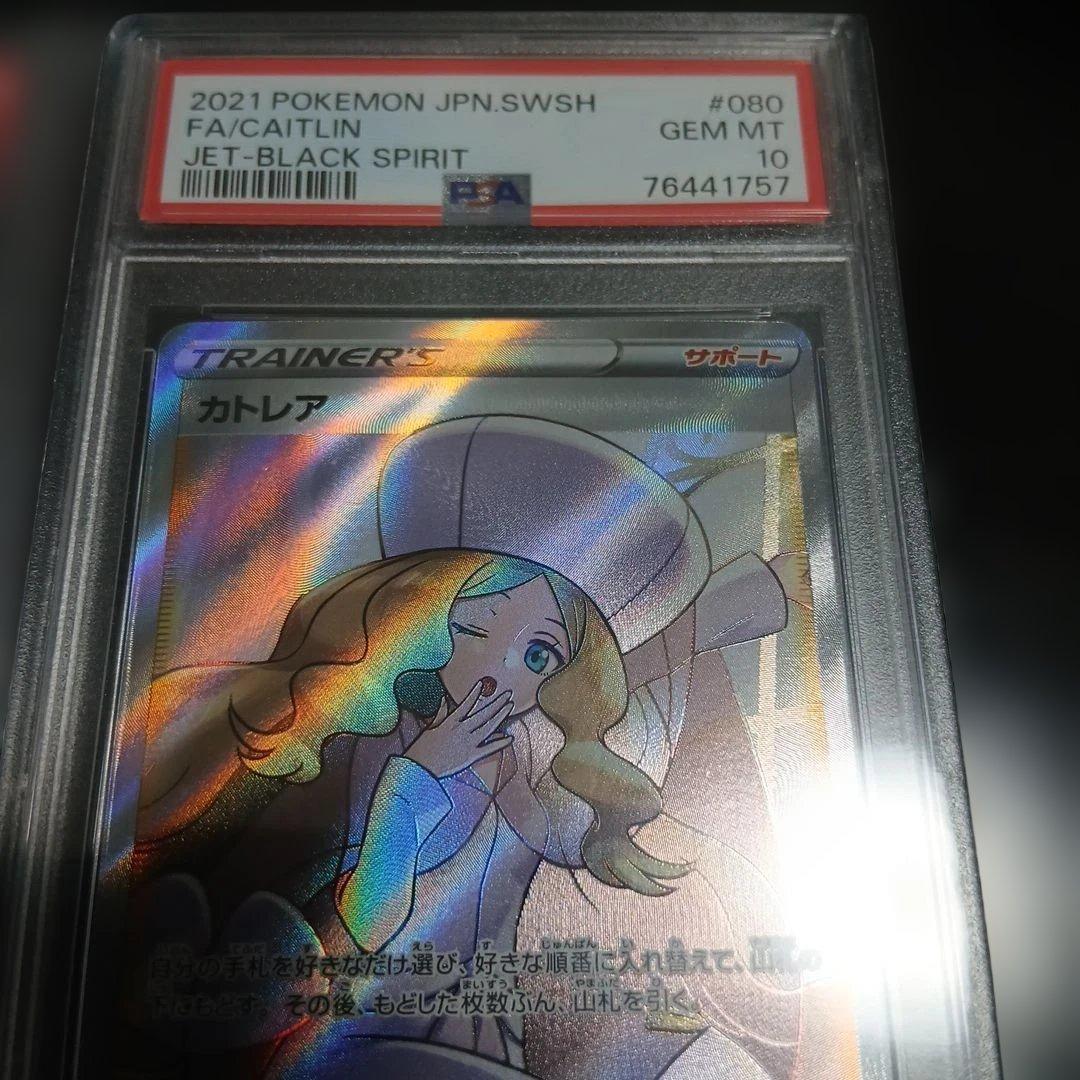 2021 POKEMON JPN.SWSH #080
FA/CAITLIN GEM MT
JET-BLACK SPIRIT 10
PSA 76441757
TRAINER'S サポート
カトレア
自分の手札を好きなだけ選び、好きな順番に入れ替えて、山札の
下にもどす。その後、もどした枚数ぶん、山札を引く。